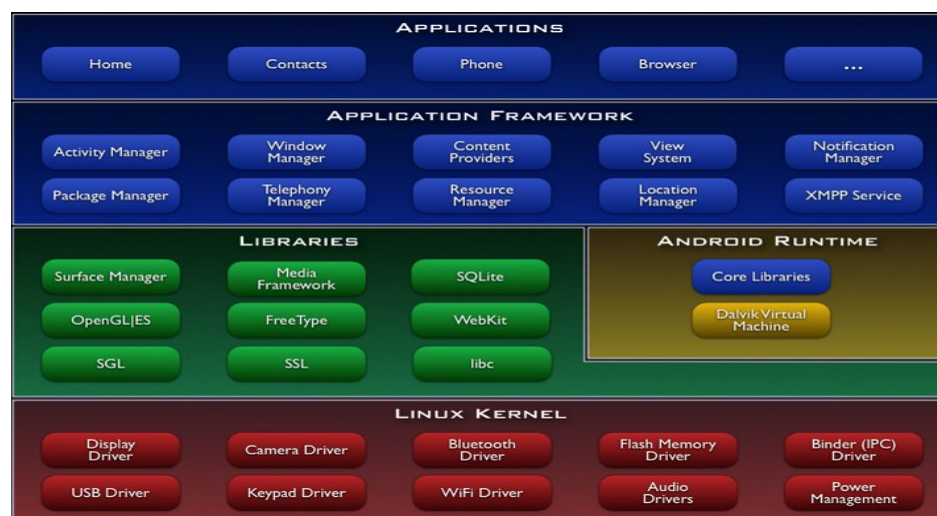 APPLICATIONS
Home
Contacts
Phone
Browser
...
APPLICATION FRAMEWORK
Activity Manager
Window
Manager
Content
Providers
View
System
Notification
Manager
Package Manager
Telephony
Manager
Resource
Manager
Location
Manager
XMPP Service
LIBRARIES
Surface Manager
Media
Framework
SQLite
OpenGL|ES
FreeType
WebKit
SGL
SSL
libc
ANDROID RUNTIME
Core Libraries
Dalvik Virtual
Machine
LINUX KERNEL
Display
Driver
Camera Driver
Bluetooth
Driver
Flash Memory
Driver
Binder (IPC)
Driver
USB Driver
Keypad Driver
WiFi Driver
Audio
Drivers
Power
Management